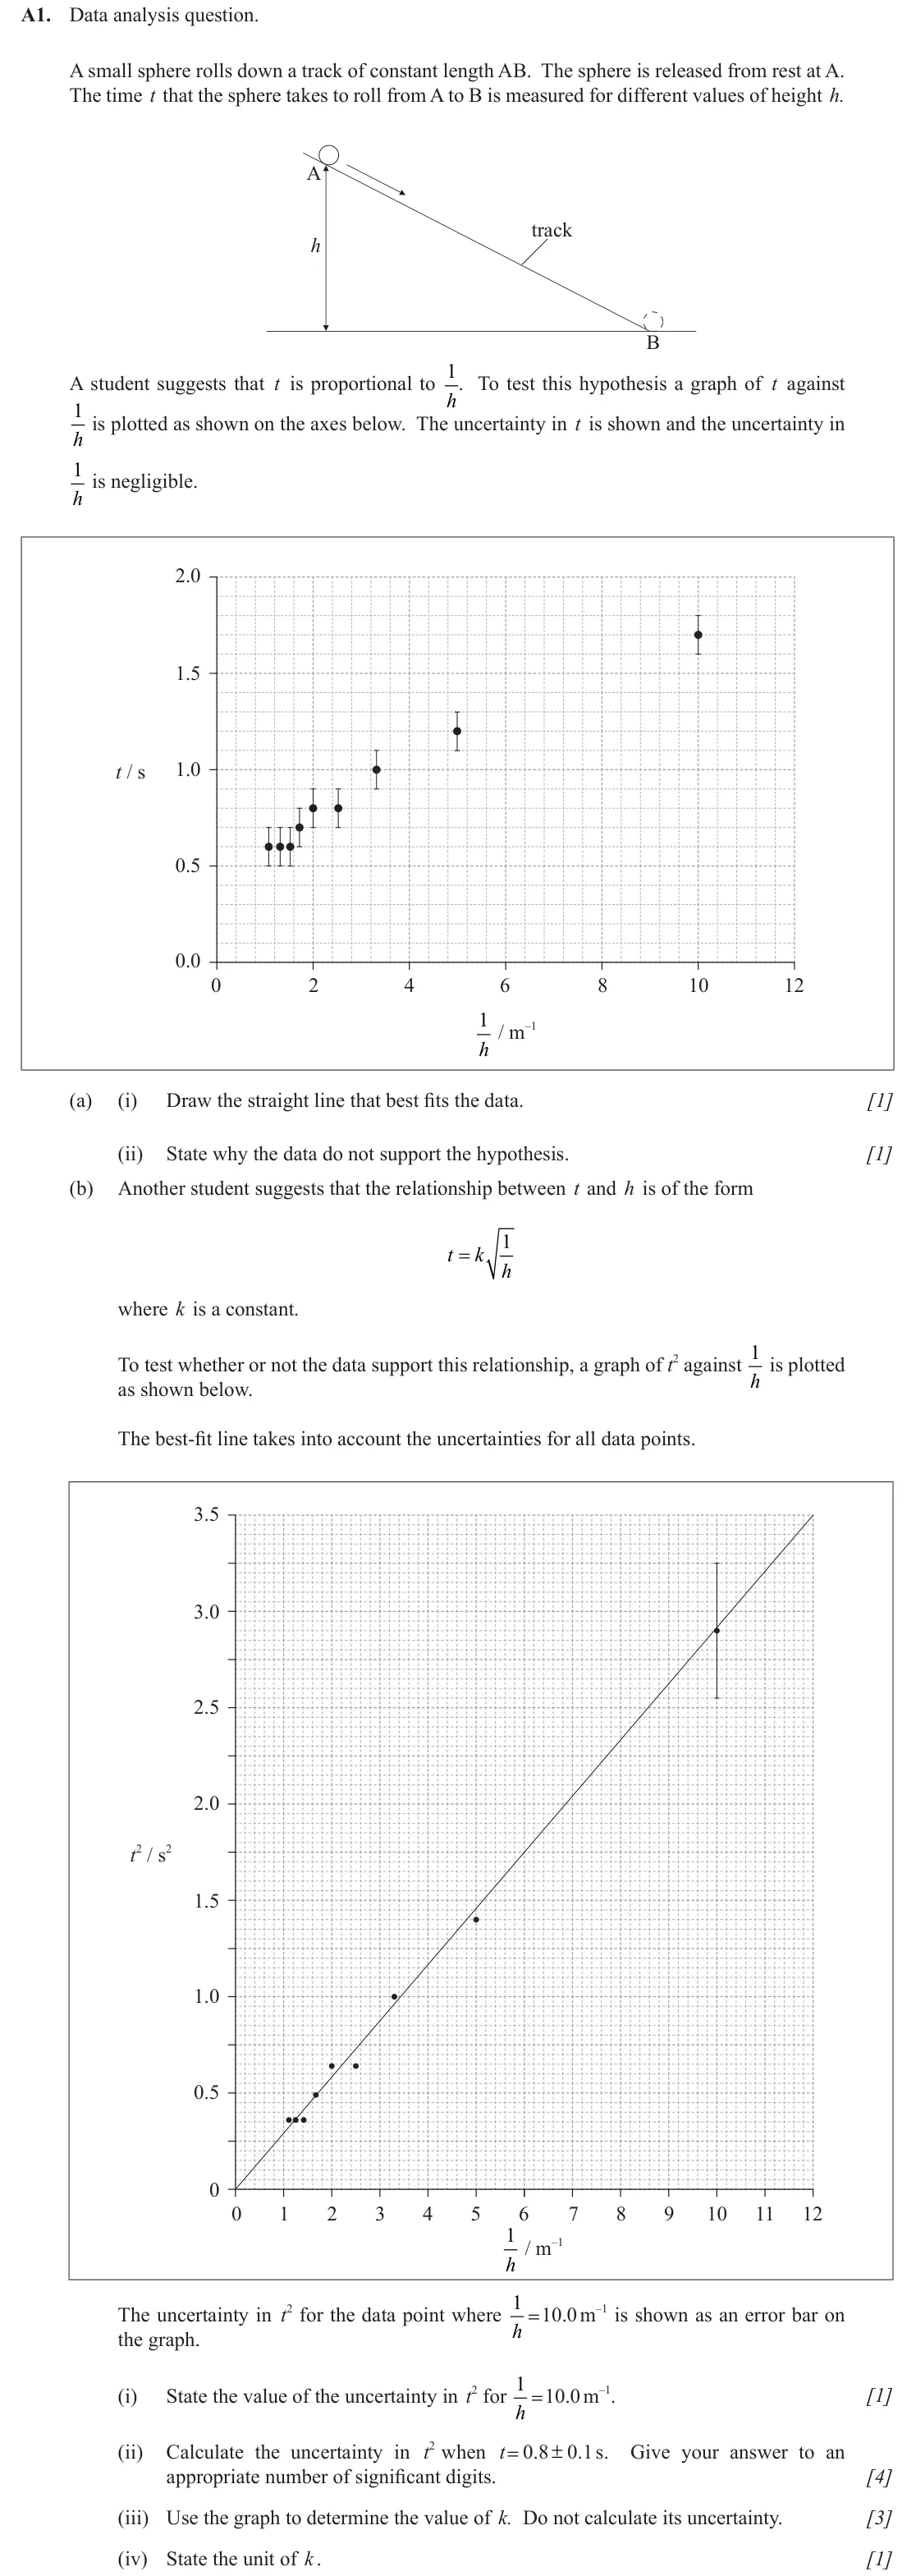 A1. Data analysis question.
A small sphere rolls down a track of constant length AB. The sphere is released from rest at A.
The time t that the sphere takes to roll from A to B is measured for different values of height h.
A
h
track
B
A student suggests that t is proportional to 1/h. To test this hypothesis a graph of t against
1/h is plotted as shown on the axes below. The uncertainty in t is shown and the uncertainty in
1/h is negligible.
2.0
1.5
t / s 1.0
0.5
0.0
0 2 4 6 8 10 12
1/h / m⁻¹
(a) (i) Draw the straight line that best fits the data. [1]
(ii) State why the data do not support the hypothesis. [1]
(b) Another student suggests that the relationship between t and h is of the form
t = k√(1/h)
where k is a constant.
To test whether or not the data support this relationship, a graph of t² against 1/h is plotted
as shown below.
The best-fit line takes into account the uncertainties for all data points.
3.5
3.0
2.5
2.0
t² / s²
1.5
1.0
0.5
0
0 1 2 3 4 5 6 7 8 9 10 11 12
1/h / m⁻¹
The uncertainty in t² for the data point where 1/h = 10.0 m⁻¹ is shown as an error bar on
the graph.
(i) State the value of the uncertainty in t² for 1/h = 10.0 m⁻¹. [1]
(ii) Calculate the uncertainty in t² when t = 0.8 ± 0.1 s. Give your answer to an
appropriate number of significant digits. [4]
(iii) Use the graph to determine the value of k. Do not calculate its uncertainty. [3]
(iv) State the unit of k. [1]